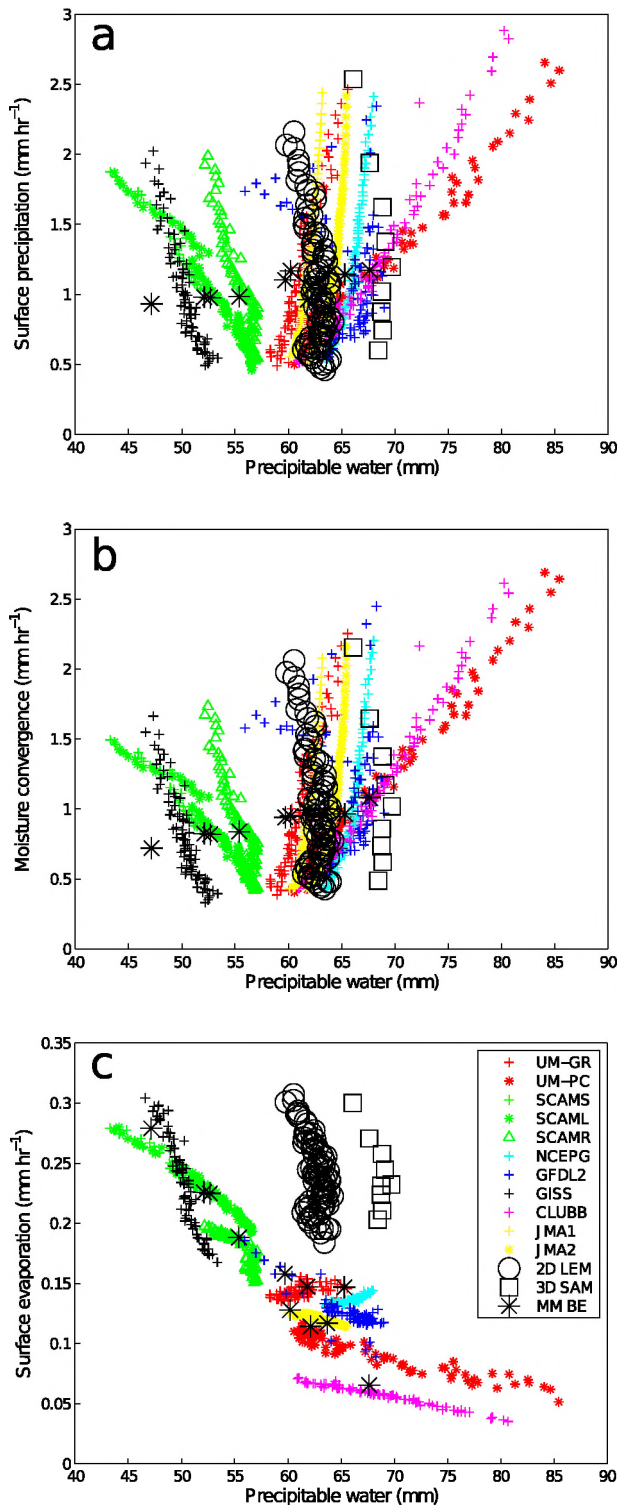 a
3
2.5
2
1.5
1
0.5
0
Surface precipitation (mm hr⁻¹)
40 45 50 55 60 65 70 75 80 85 90
Precipitable water (mm)
b
3
2.5
2
1.5
1
0.5
0
Moisture convergence (mm hr⁻¹)
40 45 50 55 60 65 70 75 80 85 90
Precipitable water (mm)
c
0.35
0.3
0.25
0.2
0.15
0.1
0.05
0
Surface evaporation (mm hr⁻¹)
UM-GR
UM-PC
SCAMS
SCAML
SCAMR
NCEPG
GFDL2
GISS
CLUBB
JMA1
JMA2
2D LEM
3D SAM
MM BE
40 45 50 55 60 65 70 75 80 85 90
Precipitable water (mm)